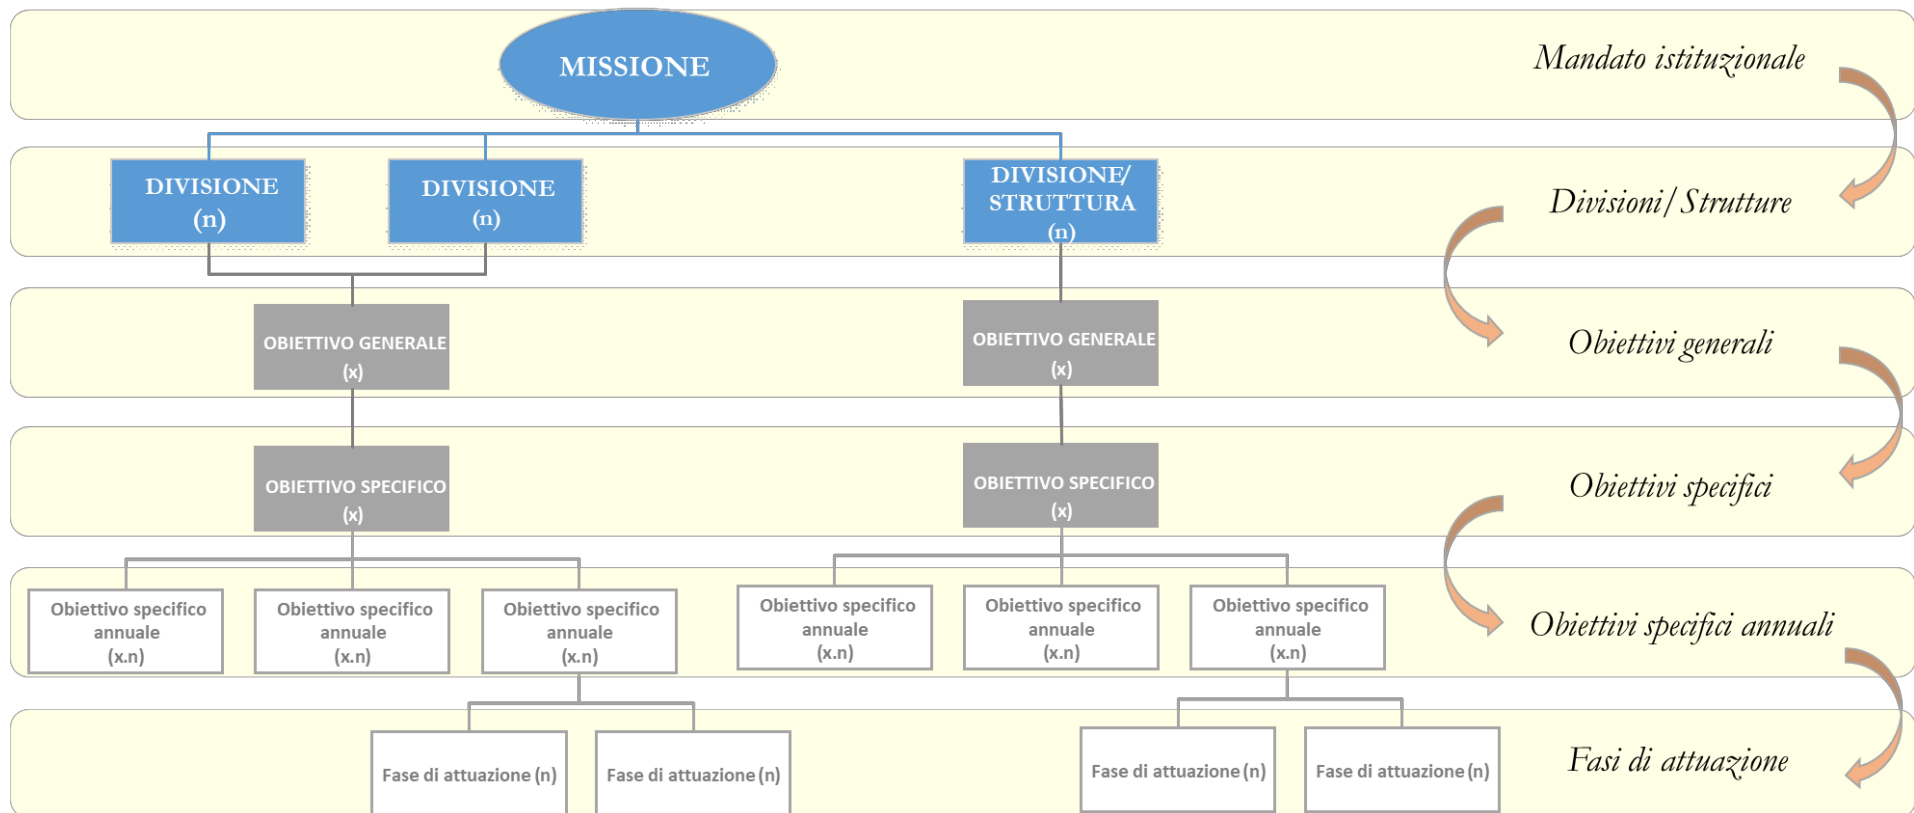 MISSIONE
Mandato istituzionale
DIVISIONE
(n)
DIVISIONE
(n)
DIVISIONE/
STRUTTURA
(n)
Divisioni/Strutture
OBIETTIVO GENERALE
(x)
OBIETTIVO GENERALE
(x)
Obiettivi generali
OBIETTIVO SPECIFICO
(x)
OBIETTIVO SPECIFICO
(x)
Obiettivi specifici
Obiettivo specifico
annuale
(x.n)
Obiettivo specifico
annuale
(x.n)
Obiettivo specifico
annuale
(x.n)
Obiettivo specifico
annuale
(x.n)
Obiettivo specifico
annuale
(x.n)
Obiettivo specifico
annuale
(x.n)
Obiettivi specifici annuali
Fase di attuazione (n)
Fase di attuazione (n)
Fase di attuazione (n)
Fase di attuazione (n)
Fasi di attuazione